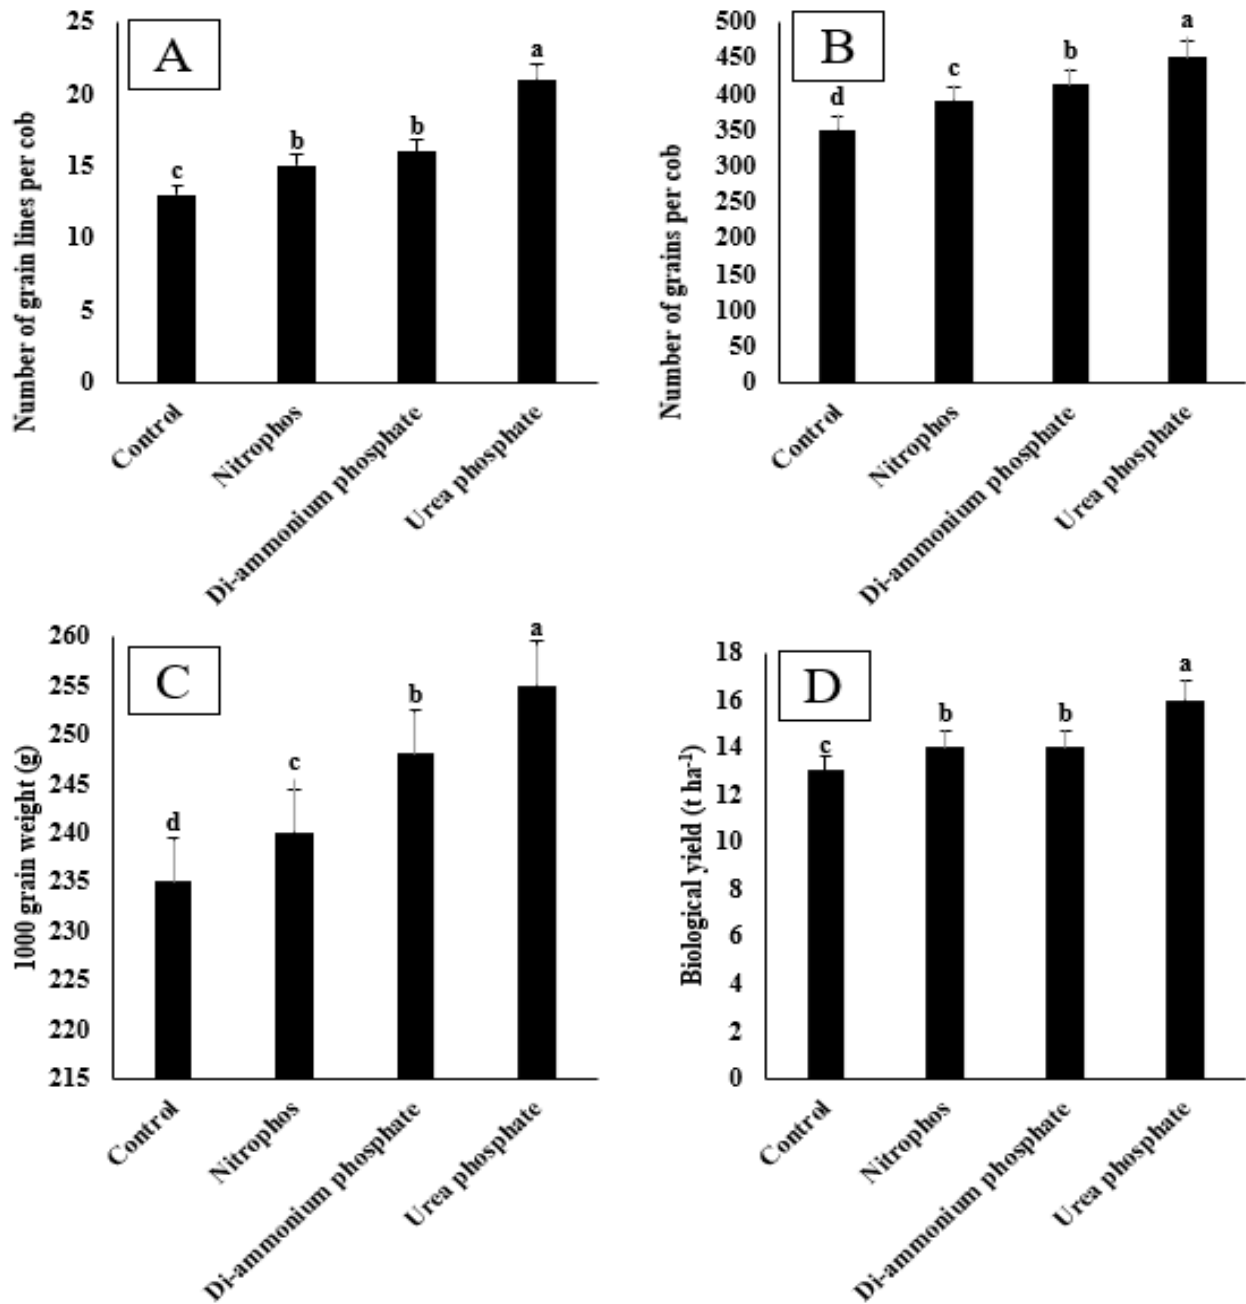 A
Number of grain lines per cob
25
20
15
10
5
0
c
b
b
a
Control
Nitrophos
Di-ammonium phosphate
Urea phosphate
B
Number of grains per cob
500
450
400
350
300
250
200
150
100
50
0
d
c
b
a
Control
Nitrophos
Di-ammonium phosphate
Urea phosphate
C
1000 grain weight (g)
260
255
250
245
240
235
230
225
220
215
d
c
b
a
Control
Nitrophos
Di-ammonium phosphate
Urea phosphate
D
Biological yield (t ha⁻¹)
18
16
14
12
10
8
6
4
2
0
c
b
b
a
Control
Nitrophos
Di-ammonium phosphate
Urea phosphate